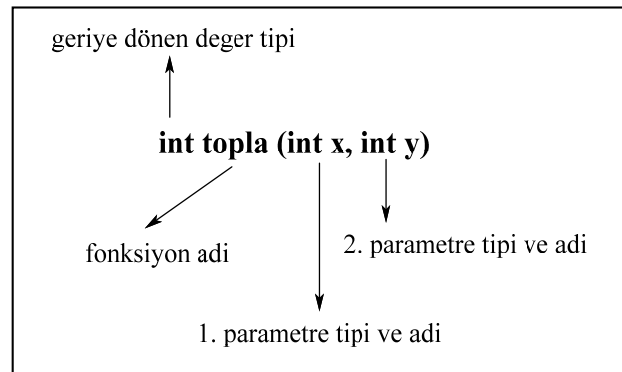 geriye dönen deger tipi
int topla (int x, int y)
fonksiyon adi
2. parametre tipi ve adi
1. parametre tipi ve adi